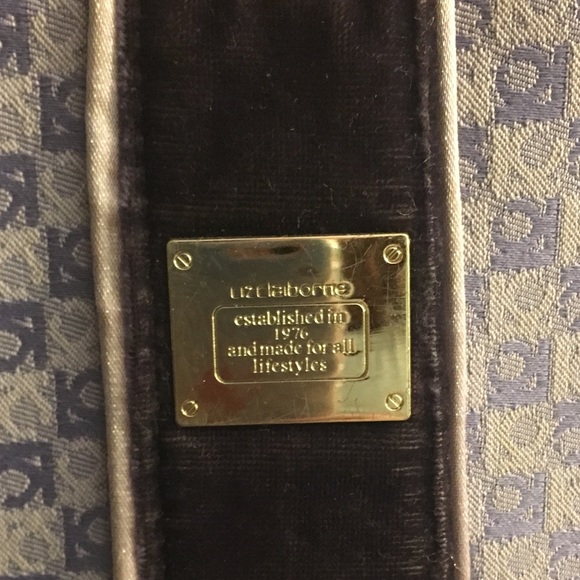 liz claiborne
established in
1976
and made for all
lifestyles